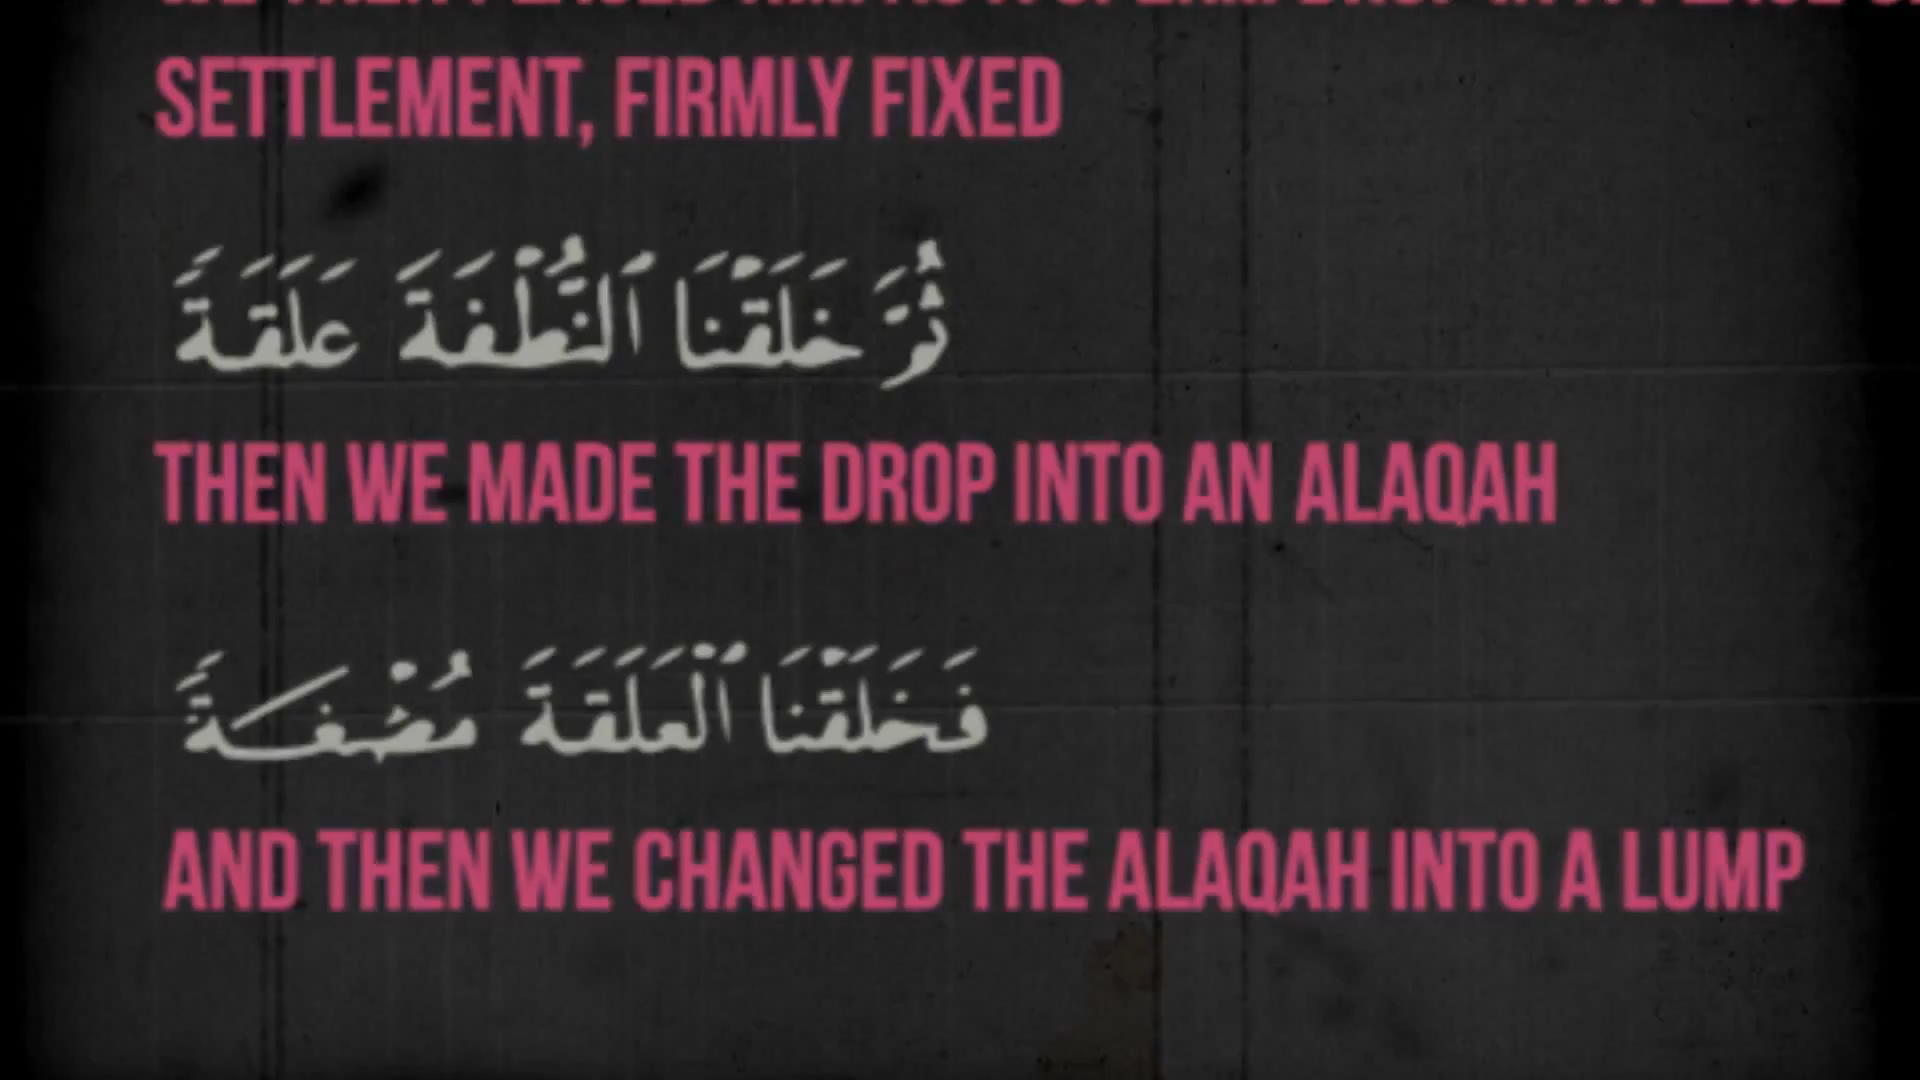 SETTLEMENT, FIRMLY FIXED
ثُمَّ خَلَقْنَا ٱلنُّطْفَةَ عَلَقَةً
THEN WE MADE THE DROP INTO AN ALAQAH
فَخَلَقْنَا ٱلْعَلَقَةَ مُضْغَةً
AND THEN WE CHANGED THE ALAQAH INTO A LUMP